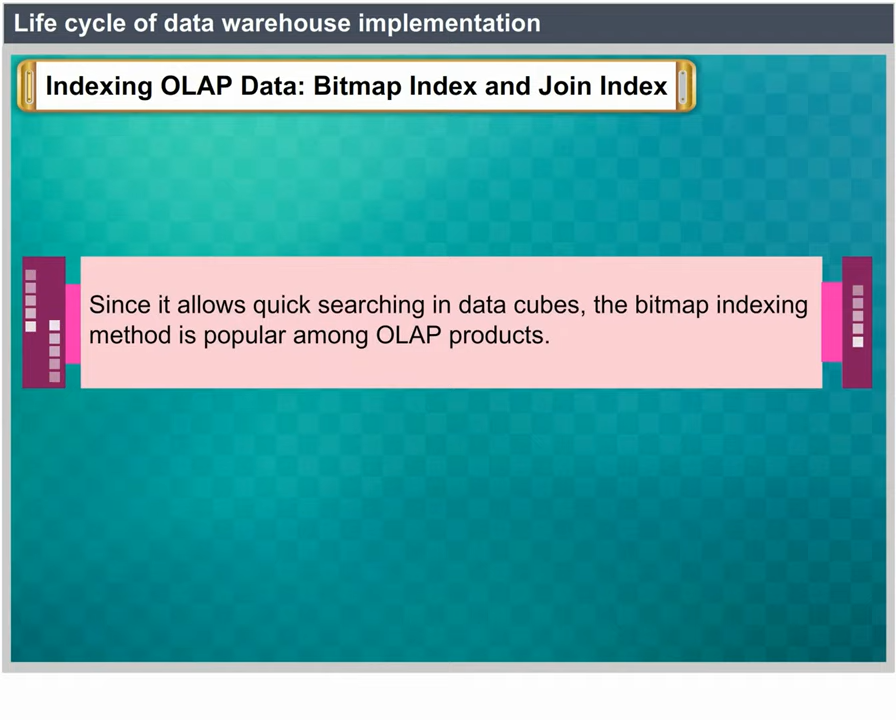 Life cycle of data warehouse implementation
Indexing OLAP Data: Bitmap Index and Join Index
Since it allows quick searching in data cubes, the bitmap indexing
method is popular among OLAP products.